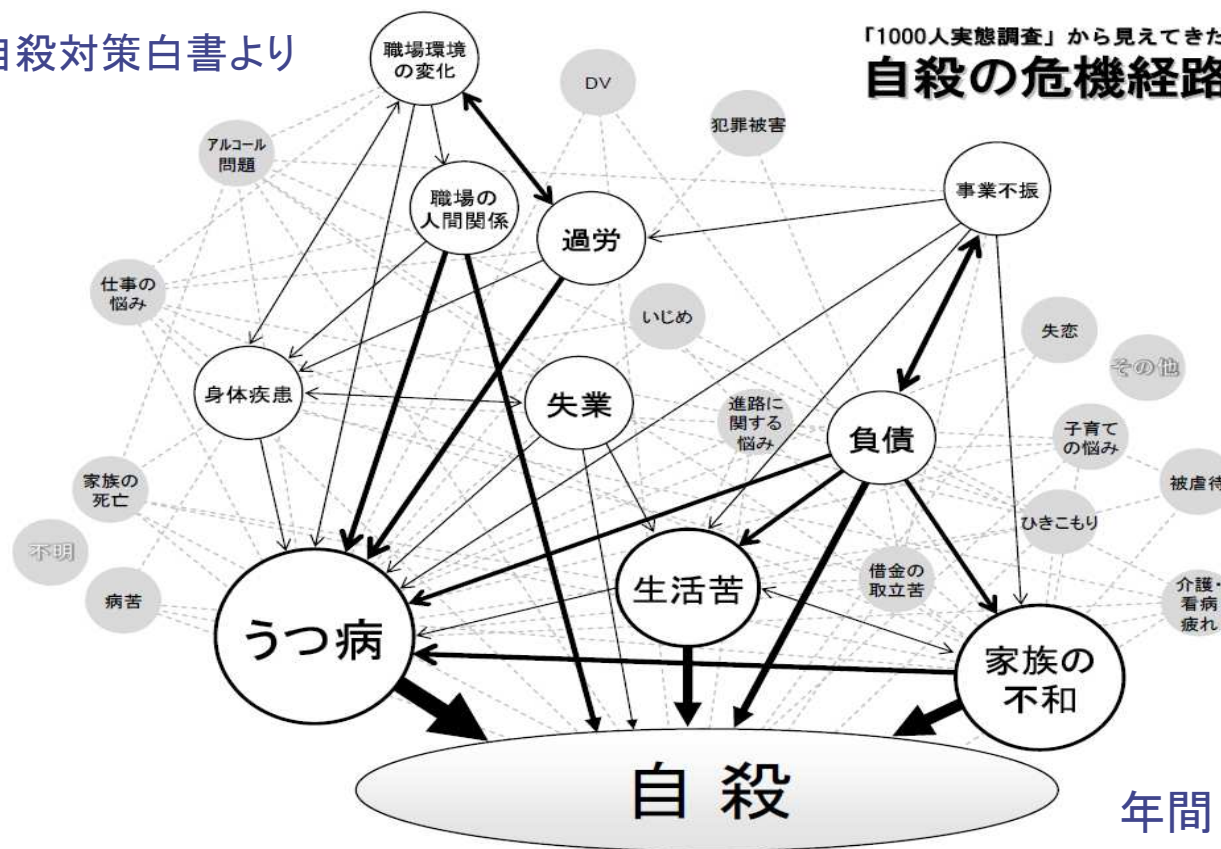 自殺対策白書より
「1000人実態調査」から見えてきた
自殺の危機経路
職場環境
の変化
DV
犯罪被害
アルコール
問題
職場の
人間関係
過労
事業不振
仕事の
悩み
いじめ
失恋
その他
身体疾患
失業
進路に
関する
悩み
負債
子育て
の悩み
家族の
死亡
被虐待
ひきこもり
不明
病苦
うつ病
生活苦
借金の
取立苦
介護・
看病
疲れ
家族の
不和
自殺
年間